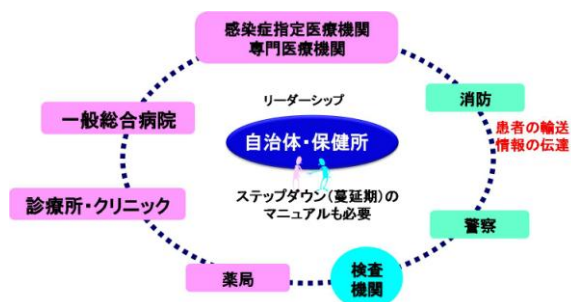 感染症指定医療機関
専門医療機関
リーダーシップ
消防
一般総合病院
自治体・保健所
患者の輸送
情報の伝達
診療所・クリニック
ステップダウン(蔓延期)の
マニュアルも必要
警察
薬局
検査
機関